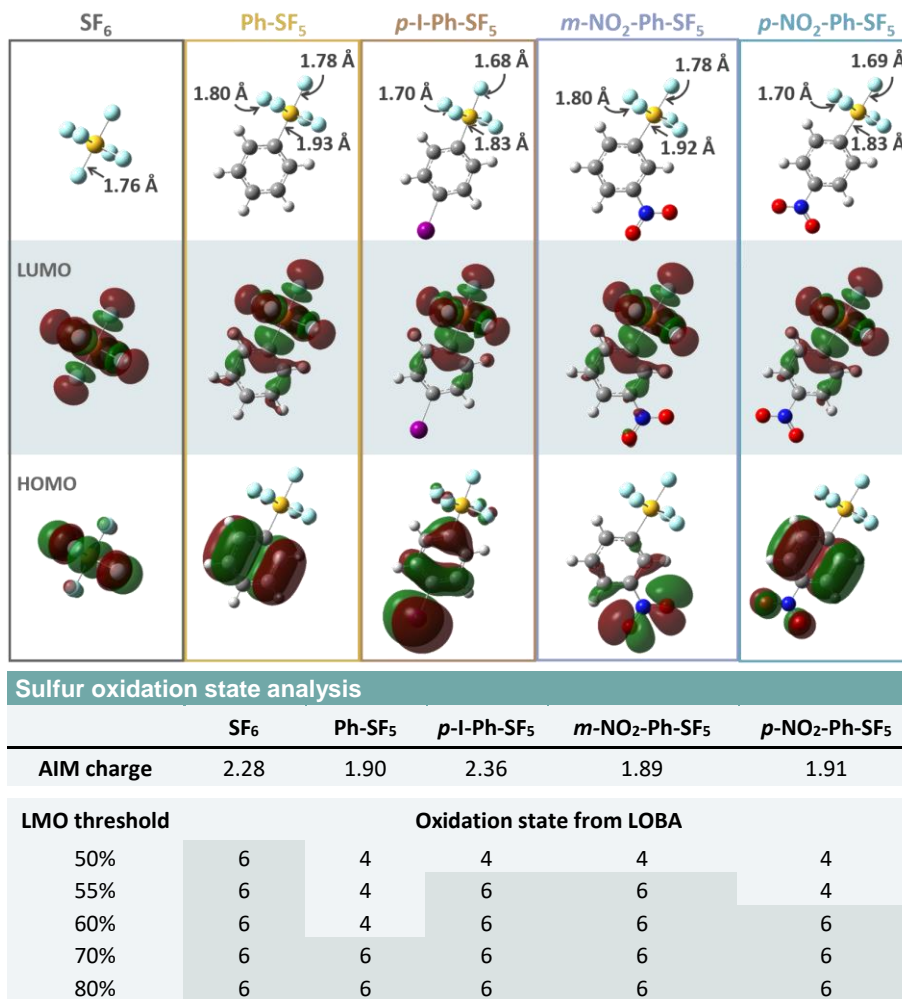 SF6 Ph-SF5 p-I-Ph-SF5 m-NO2-Ph-SF5 p-NO2-Ph-SF5
1.78 Å 1.68 Å 1.78 Å 1.69 Å
1.80 Å 1.70 Å 1.80 Å 1.70 Å
1.93 Å 1.83 Å 1.92 Å 1.83 Å
1.76 Å
LUMO
HOMO
Sulfur oxidation state analysis
SF6 Ph-SF5 p-I-Ph-SF5 m-NO2-Ph-SF5 p-NO2-Ph-SF5
AIM charge 2.28 1.90 2.36 1.89 1.91
LMO threshold Oxidation state from LOBA
50% 6 4 4 4 4
55% 6 4 6 6 4
60% 6 4 6 6 6
70% 6 6 6 6 6
80% 6 6 6 6 6